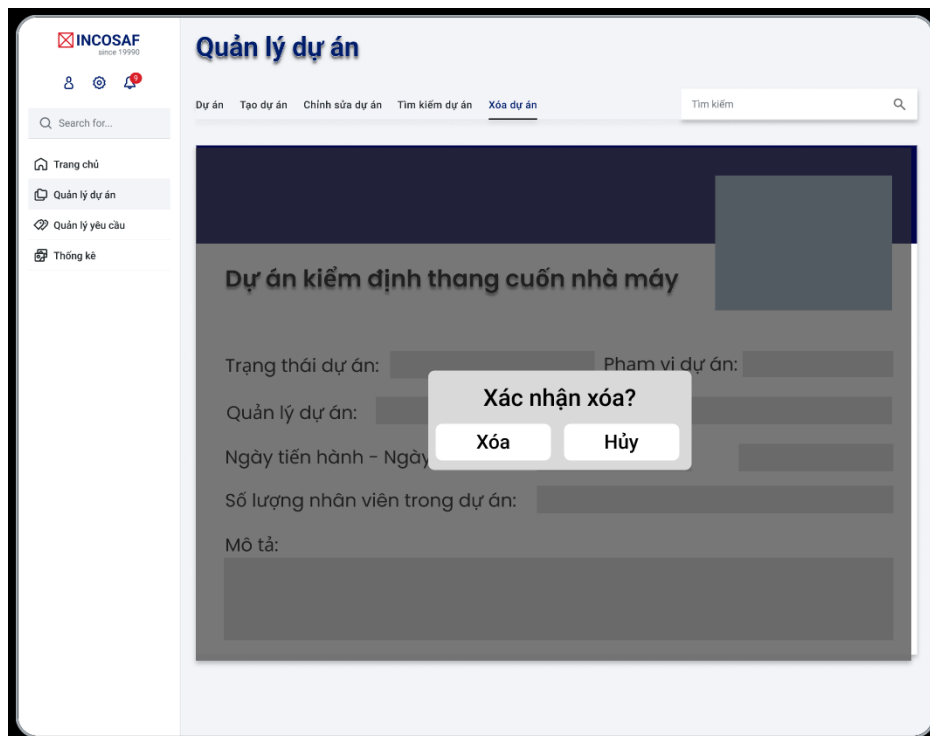 INCOSAF
since 19990
9
Search for...
Trang chủ
Quản lý dự án
Quản lý yêu cầu
Thống kê
Quản lý dự án
Dự án Tạo dự án Chỉnh sửa dự án Tìm kiếm dự án Xóa dự án
Tìm kiếm
Dự án kiểm định thang cuốn nhà máy
Trạng thái dự án: Phạm vi dự án:
Xác nhận xóa?
Quản lý dự án:
Xóa Hủy
Ngày tiến hành - Ngày
Số lượng nhân viên trong dự án:
Mô tả: